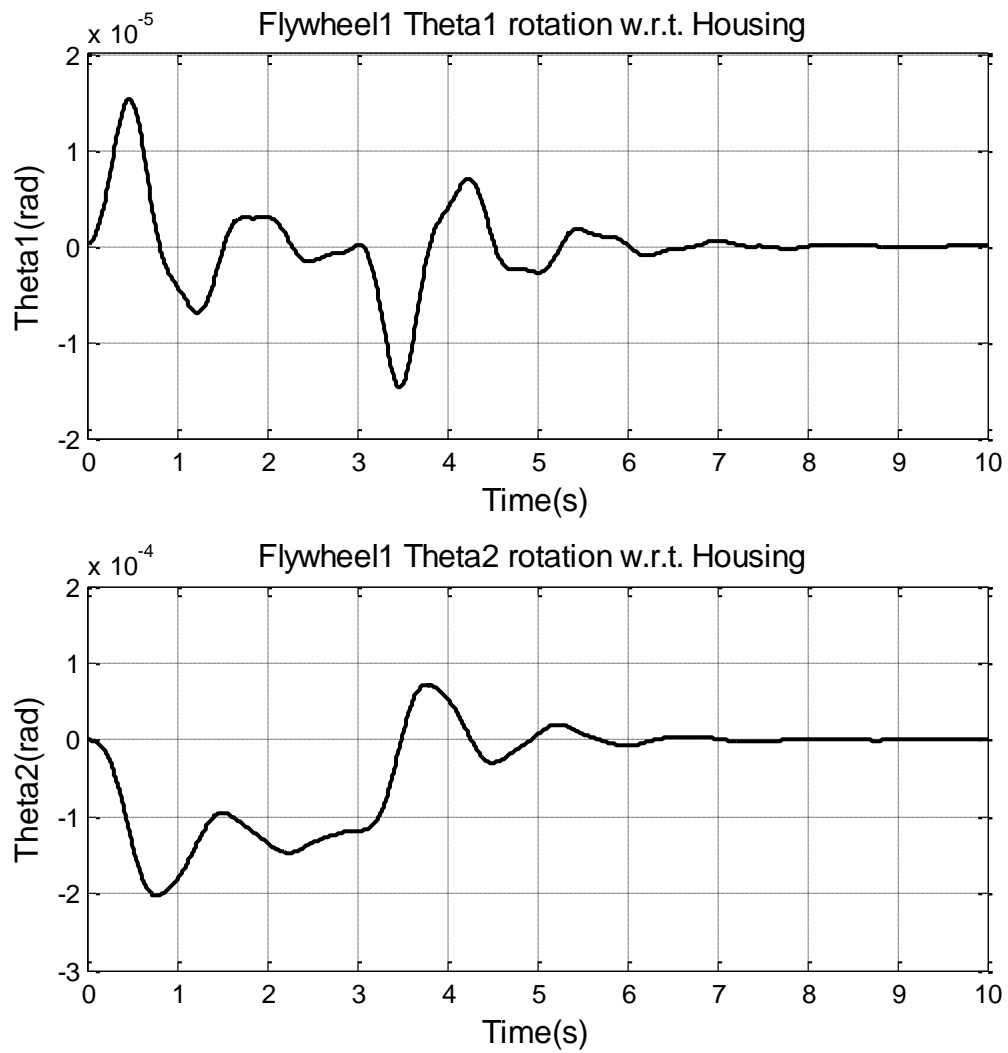 Flywheel1 Theta1 rotation w.r.t. Housing
x 10^-5
2
1
0
-1
-2
Theta1(rad)
0 1 2 3 4 5 6 7 8 9 10
Time(s)
Flywheel1 Theta2 rotation w.r.t. Housing
x 10^-4
2
1
0
-1
-2
-3
Theta2(rad)
0 1 2 3 4 5 6 7 8 9 10
Time(s)